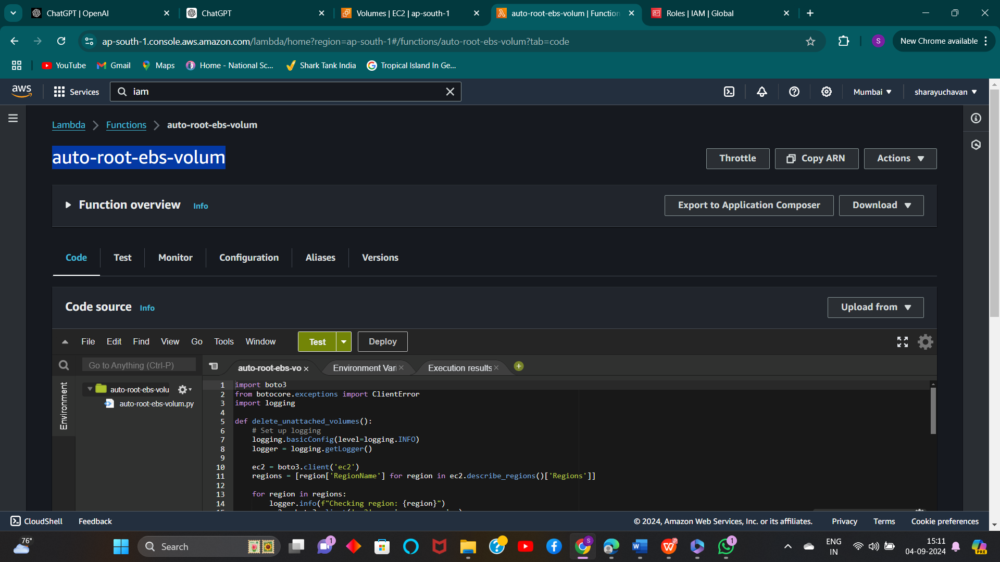 ChatGPT | OpenAI
ChatGPT
Volumes | EC2 | ap-south-1
auto-root-ebs-volum | Function
Roles | IAM | Global
ap-south-1.console.aws.amazon.com/lambda/home?region=ap-south-1#/functions/auto-root-ebs-volum?tab=code
S
New Chrome available
YouTube
Gmail
Maps
Home - National Sc...
Shark Tank India
Tropical Island In Ge...
aws
Services
iam
Mumbai
sharayuchavan
Lambda
Functions
auto-root-ebs-volum
auto-root-ebs-volum
Throttle
Copy ARN
Actions
Function overview
Info
Export to Application Composer
Download
Code
Test
Monitor
Configuration
Aliases
Versions
Code source
Info
Upload from
File
Edit
Find
View
Go
Tools
Window
Test
Deploy
Go to Anything (Ctrl-P)
auto-root-ebs-vo
Environment Vari
Execution results
Environment
auto-root-ebs-volu
auto-root-ebs-volum.py
1 import boto3
2 from botocore.exceptions import ClientError
3 import logging
4
5 def delete_unattached_volumes():
6 # Set up logging
7 logging.basicConfig(level=logging.INFO)
8 logger = logging.getLogger()
9
10 ec2 = boto3.client('ec2')
11 regions = [region['RegionName'] for region in ec2.describe_regions()['Regions']]
12
13 for region in regions:
14 logger.info(f"Checking region: {region}")
CloudShell
Feedback
© 2024, Amazon Web Services, Inc. or its affiliates.
Privacy
Terms
Cookie preferences
76°
Search
1
S
1
ENG
IN
15:11
04-09-2024
PRE